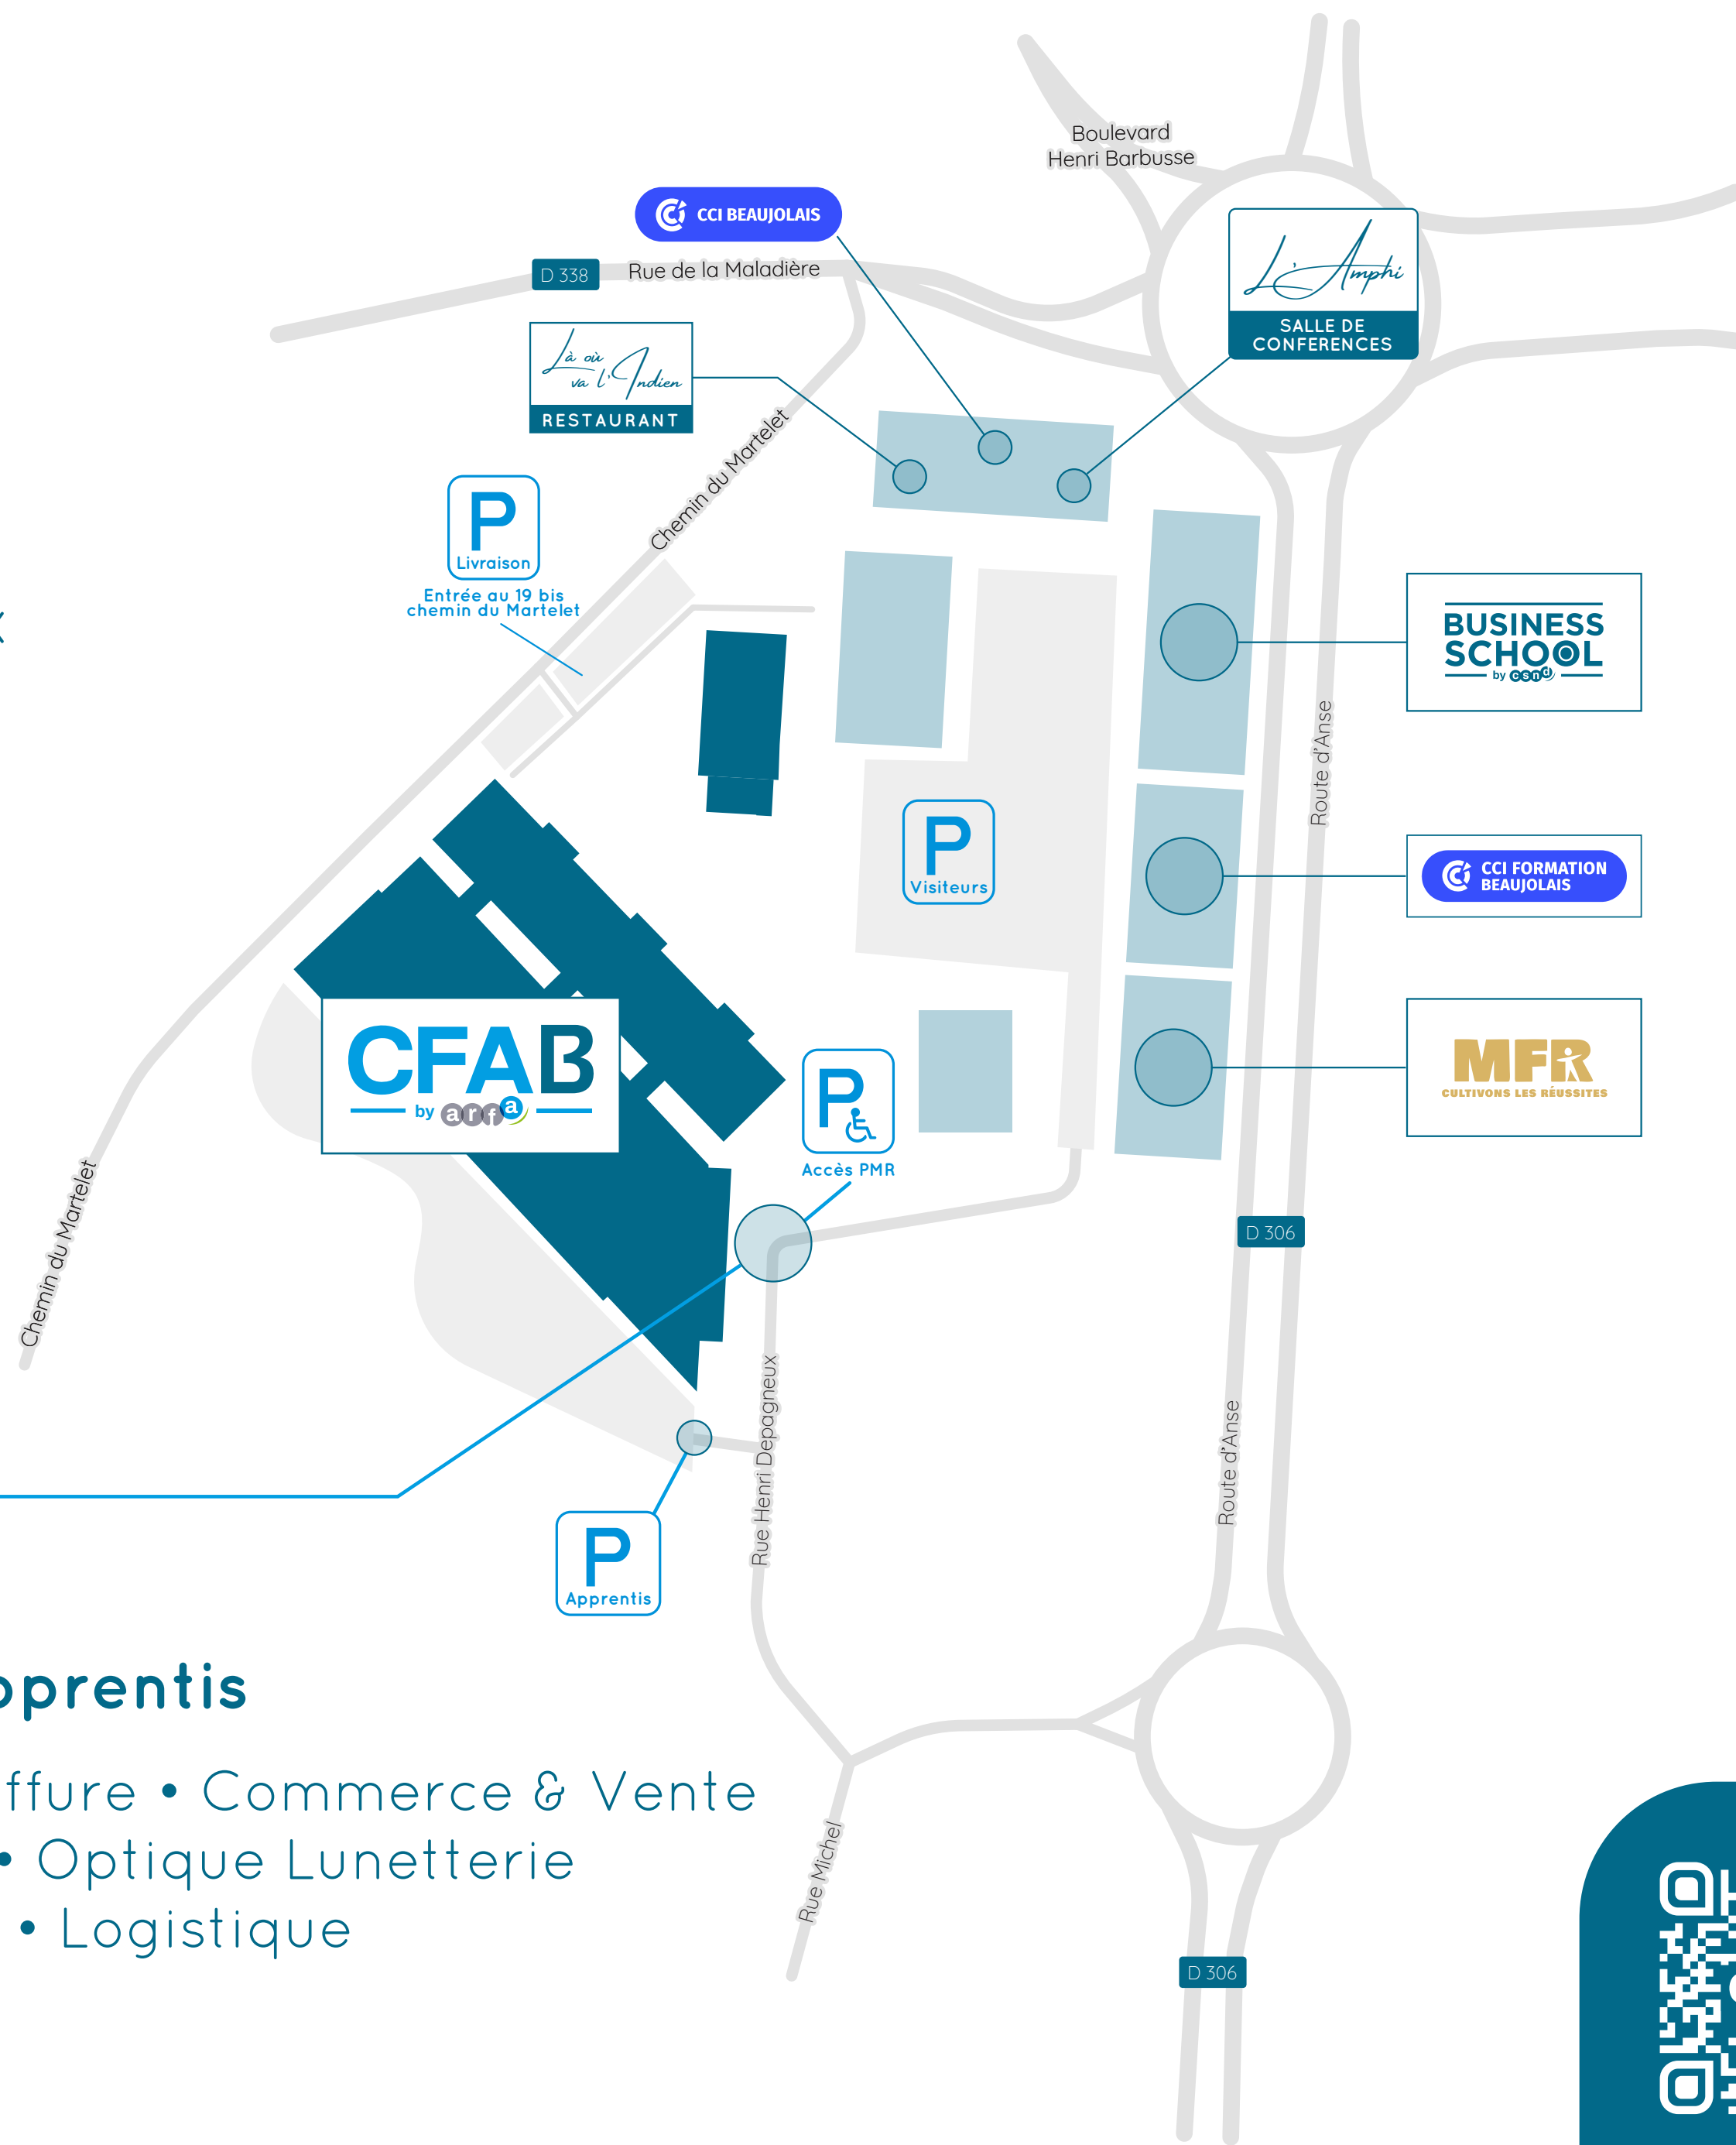 Boulevard
Henri Barbusse
CCI BEAUJOLAIS
D 338
Rue de la Maladière
L'Amphi
SALLE DE
CONFERENCES
Là où
va l'Indien
RESTAURANT
Chemin du Martelet
P
Livraison
Entrée au 19 bis
chemin du Martelet
BUSINESS
SCHOOL
by csnd
Route d'Anse
P
Visiteurs
CCI FORMATION
BEAUJOLAIS
CFAB
by arfa
MFR
CULTIVONS LES RÉUSSITES
P
Accès PMR
Chemin du Martelet
D 306
Rue Henri Depagneux
Route d'Anse
P
Apprentis
pprentis
ffure • Commerce & Vente
• Optique Lunetterie
• Logistique
Rue Michel
D 306